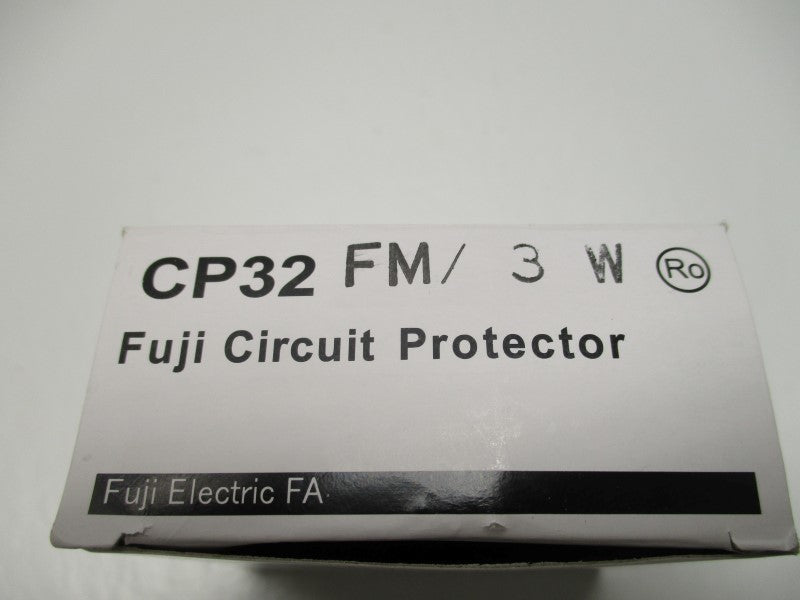 CP32 FM/ 3 W Ro
Fuji Circuit Protector
Fuji Electric FA